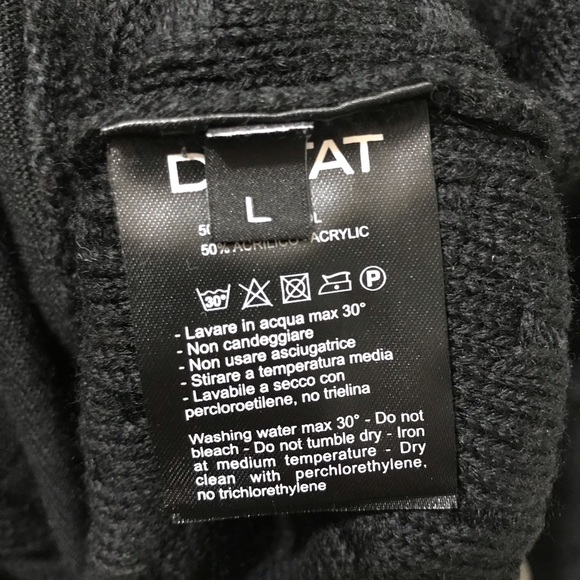 L
50% ACRILICO ACRYLIC
30° P
- Lavare in acqua max 30°
- Non candeggiare
- Non usare asciugatrice
- Stirare a temperatura media
- Lavabile a secco con
percloroetilene, no trielina
Washing water max 30° - Do not
bleach - Do not tumble dry - Iron
at medium temperature - Dry
clean with perchlorethylene,
no trichlorethylene